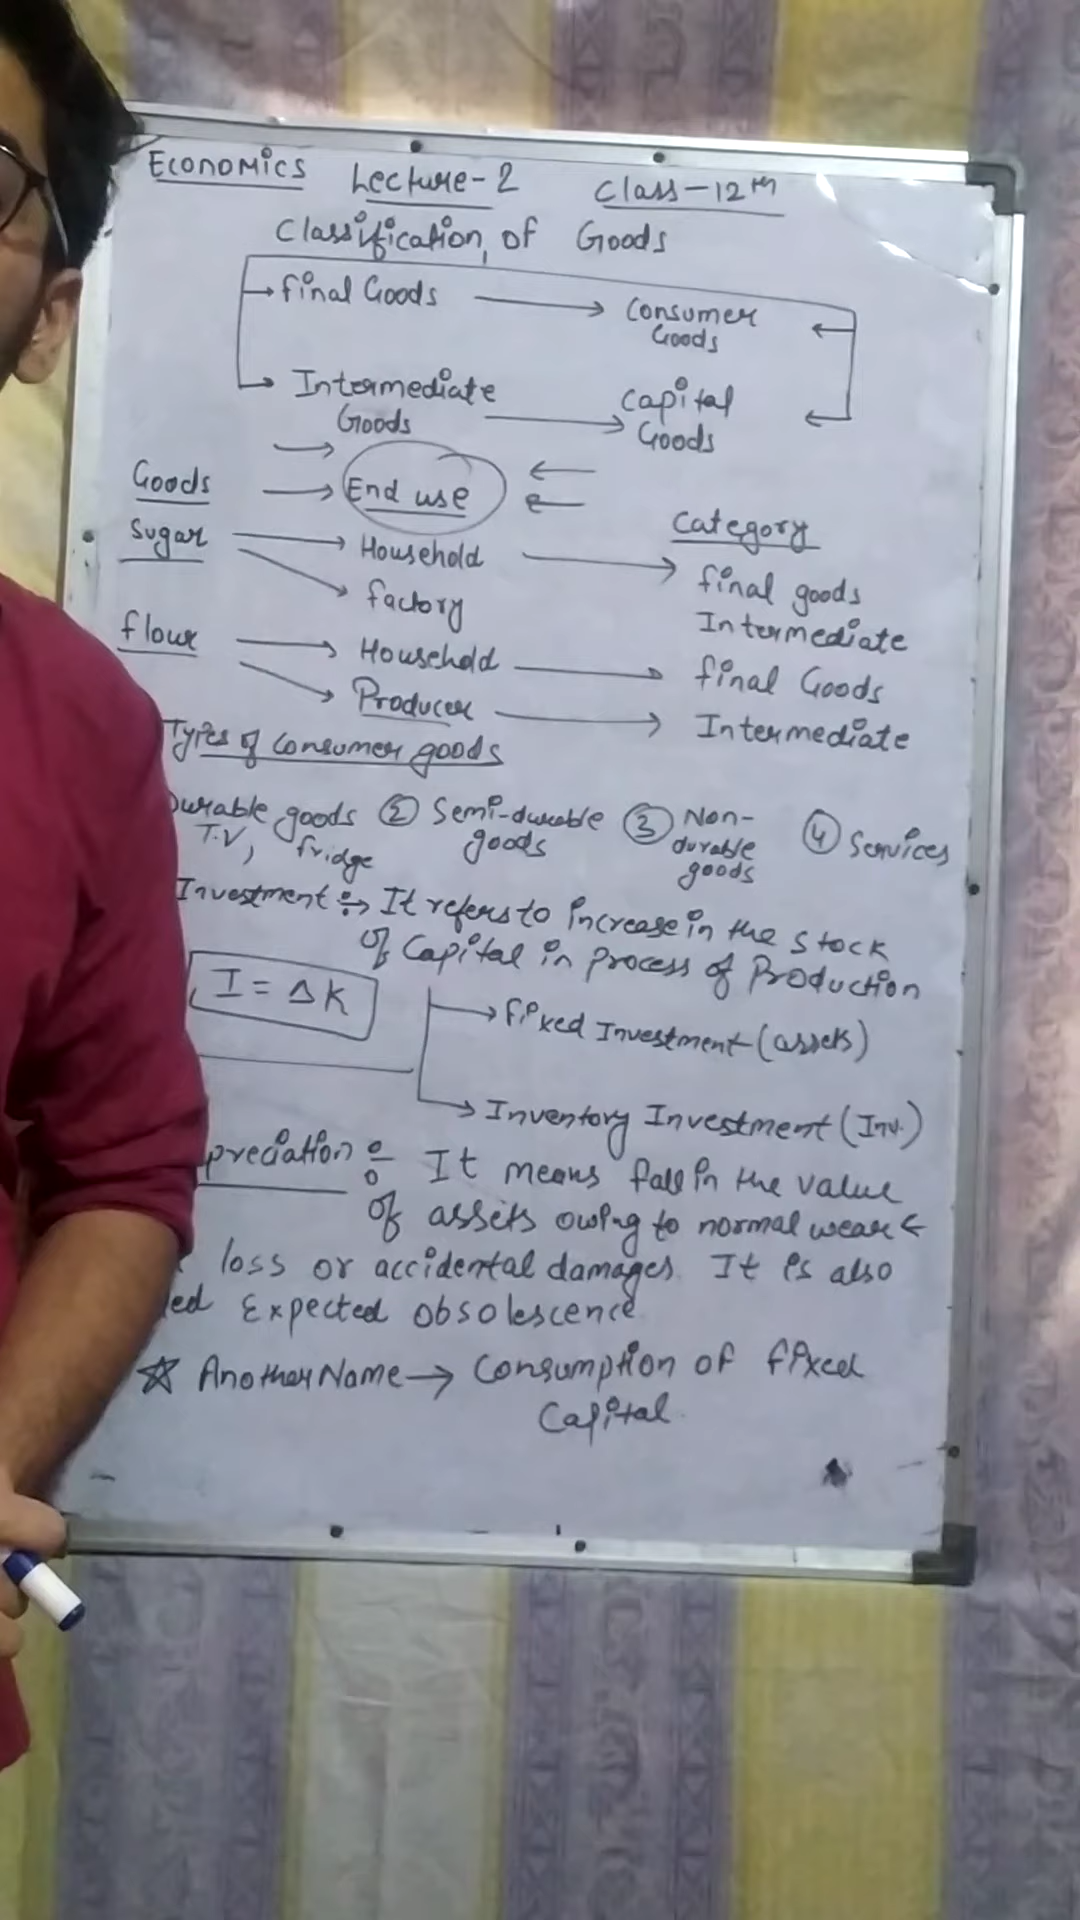 Economics Lecture-2 Class-12th
Classification of Goods
Final Goods → Consumer Goods
Intermediate Goods → Capital Goods
Goods End use Category
Sugar → Household → final goods
factory Intermediate
flour → Household → final Goods
Producer → Intermediate
Types of Consumer goods
Durable goods ② Semi-durable goods ③ Non-durable goods ④ Services
T.V, fridge
Investment :→ It refers to increase in the stock
of Capital in process of Production
I = ΔK
→ Fixed Investment (assets)
→ Inventory Investment (Inv.)
preciation : It means fall in the value
of assets owing to normal wear &
loss or accidental damages. It is also
led Expected obsolescence.
☆ Another Name → Consumption of fixed
Capital.